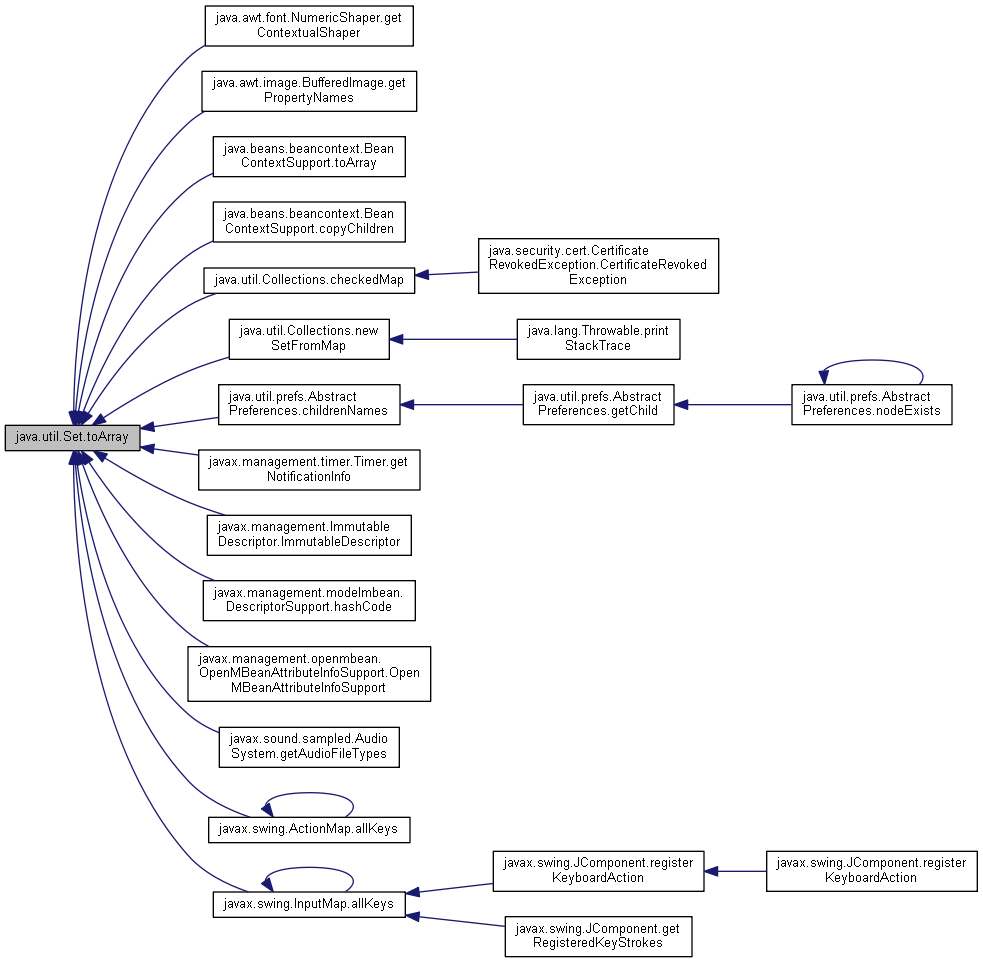 java.awt.font.NumericShaper.get
ContextualShaper
java.awt.image.BufferedImage.get
PropertyNames
java.beans.beancontext.Bean
ContextSupport.toArray
java.beans.beancontext.Bean
ContextSupport.copyChildren
java.security.cert.Certificate
RevokedException.CertificateRevoked
Exception
java.util.Collections.checkedMap
java.util.Collections.new
SetFromMap
java.lang.Throwable.print
StackTrace
java.util.prefs.Abstract
Preferences.childrenNames
java.util.prefs.Abstract
Preferences.getChild
java.util.prefs.Abstract
Preferences.nodeExists
java.util.Set.toArray
javax.management.timer.Timer.get
NotificationInfo
javax.management.Immutable
Descriptor.ImmutableDescriptor
javax.management.modelmbean.
DescriptorSupport.hashCode
javax.management.openmbean.
OpenMBeanAttributeInfoSupport.Open
MBeanAttributeInfoSupport
javax.sound.sampled.Audio
System.getAudioFileTypes
javax.swing.ActionMap.allKeys
javax.swing.JComponent.register
KeyboardAction
javax.swing.JComponent.register
KeyboardAction
javax.swing.InputMap.allKeys
javax.swing.JComponent.get
RegisteredKeyStrokes